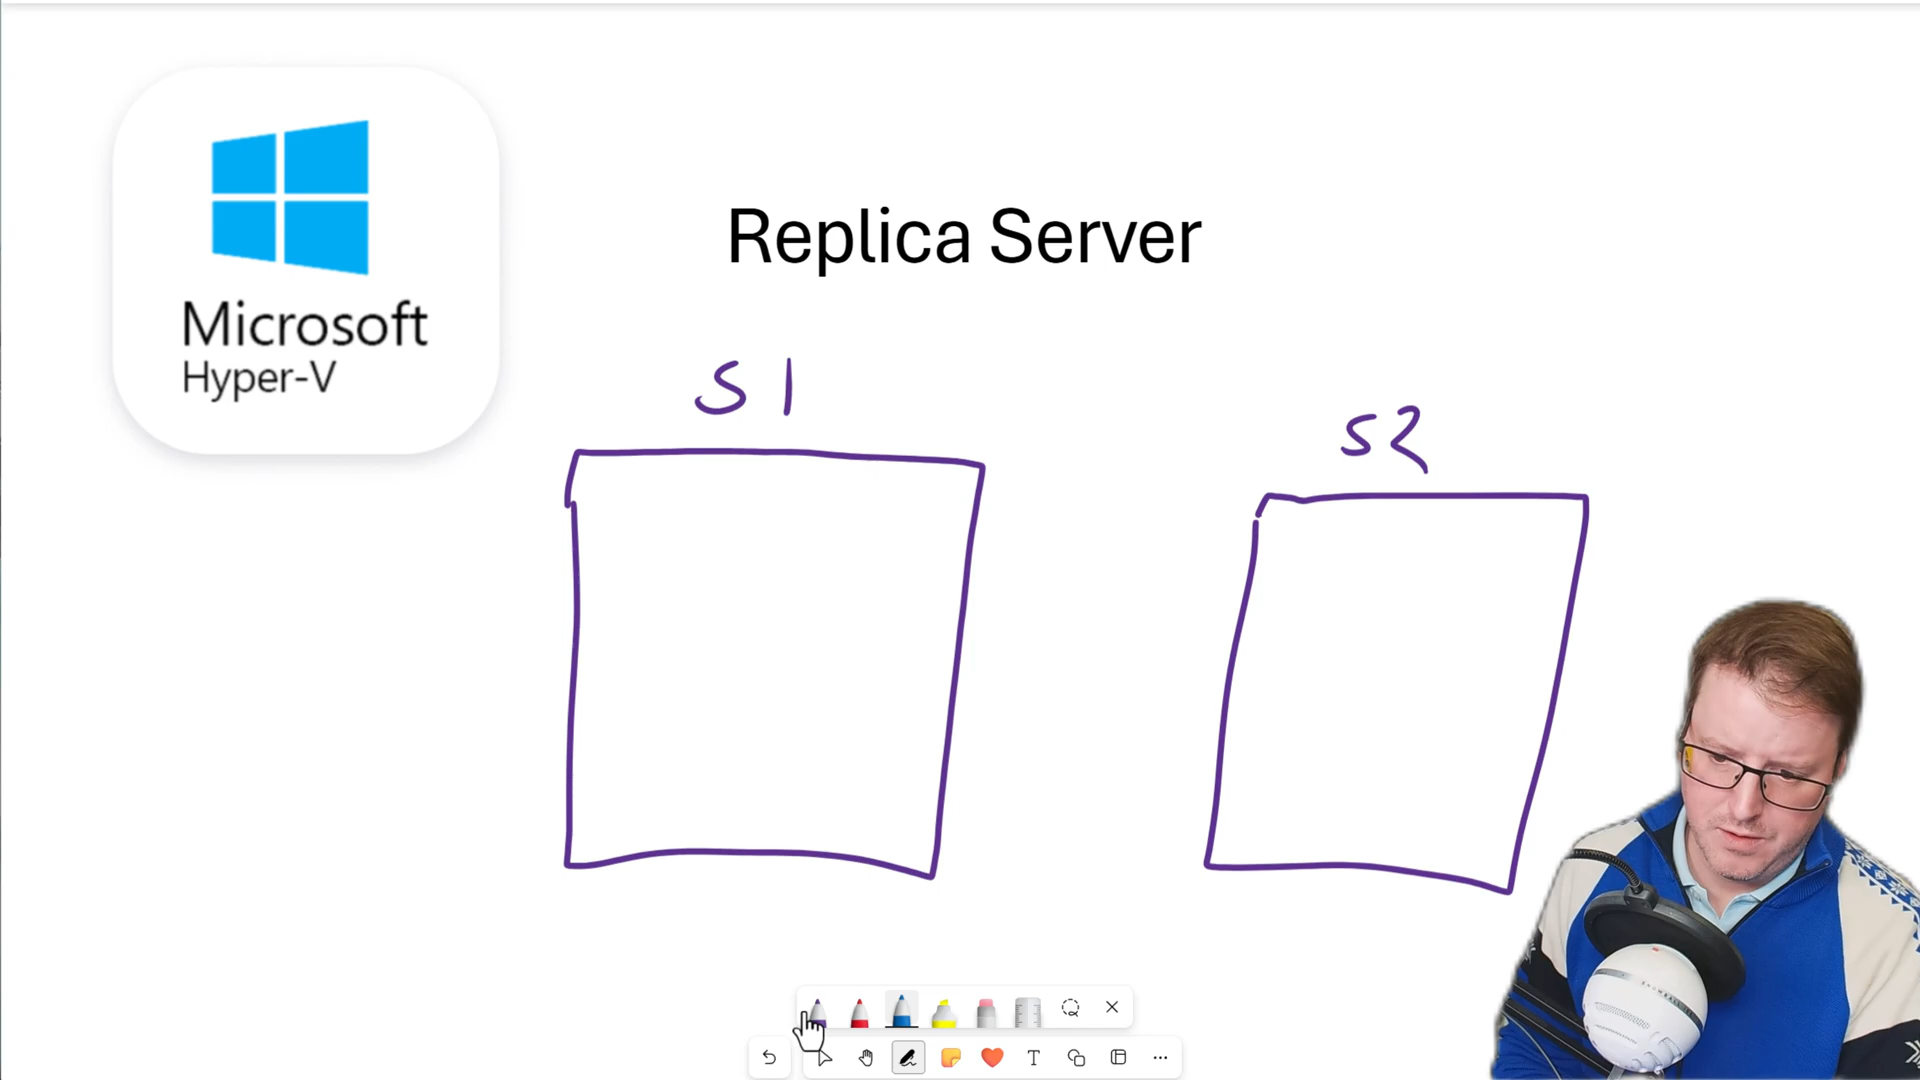 Replica Server
Microsoft
Hyper-V
S1
S2
T